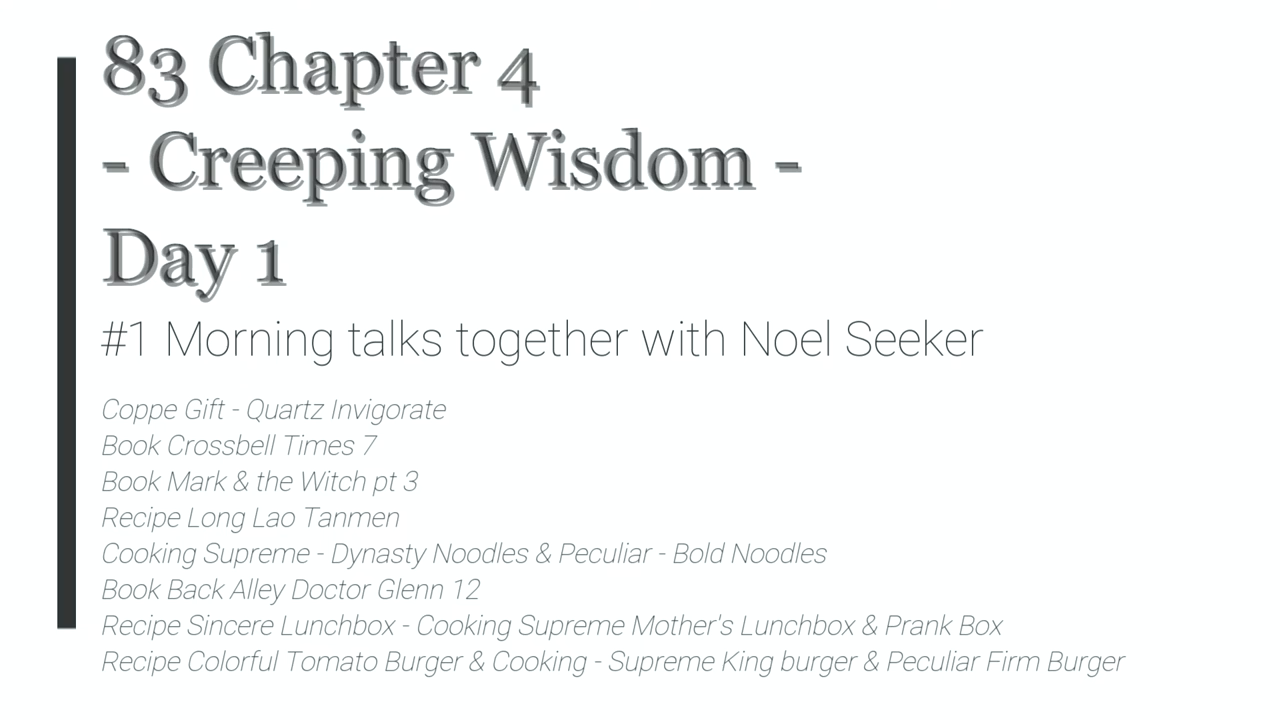 83 Chapter 4
- Creeping Wisdom -
Day 1
#1 Morning talks together with Noel Seeker
Coppe Gift - Quartz Invigorate
Book Crossbell Times 7
Book Mark & the Witch pt 3
Recipe Long Lao Tanmen
Cooking Supreme - Dynasty Noodles & Peculiar - Bold Noodles
Book Back Alley Doctor Glenn 12
Recipe Sincere Lunchbox - Cooking Supreme Mother's Lunchbox & Prank Box
Recipe Colorful Tomato Burger & Cooking - Supreme King burger & Peculiar Firm Burger